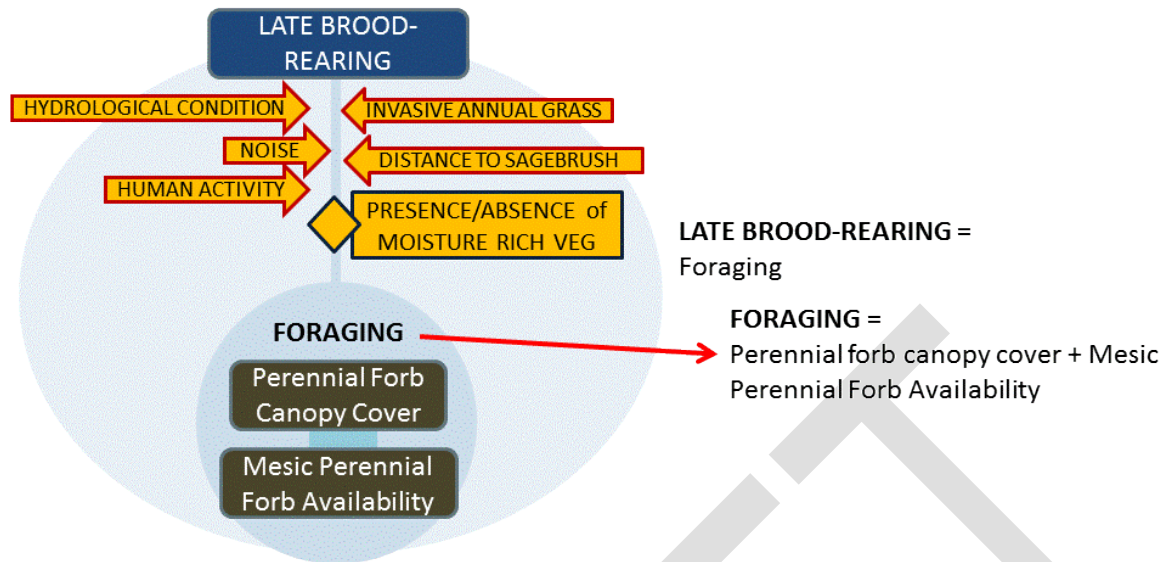 LATE BROOD-
REARING
HYDROLOGICAL CONDITION
INVASIVE ANNUAL GRASS
NOISE
DISTANCE TO SAGEBRUSH
HUMAN ACTIVITY
PRESENCE/ABSENCE of
MOISTURE RICH VEG
LATE BROOD-REARING =
Foraging
FORAGING
FORAGING =
Perennial forb canopy cover + Mesic
Perennial Forb Availability
Perennial Forb
Canopy Cover
Mesic Perennial
Forb Availability